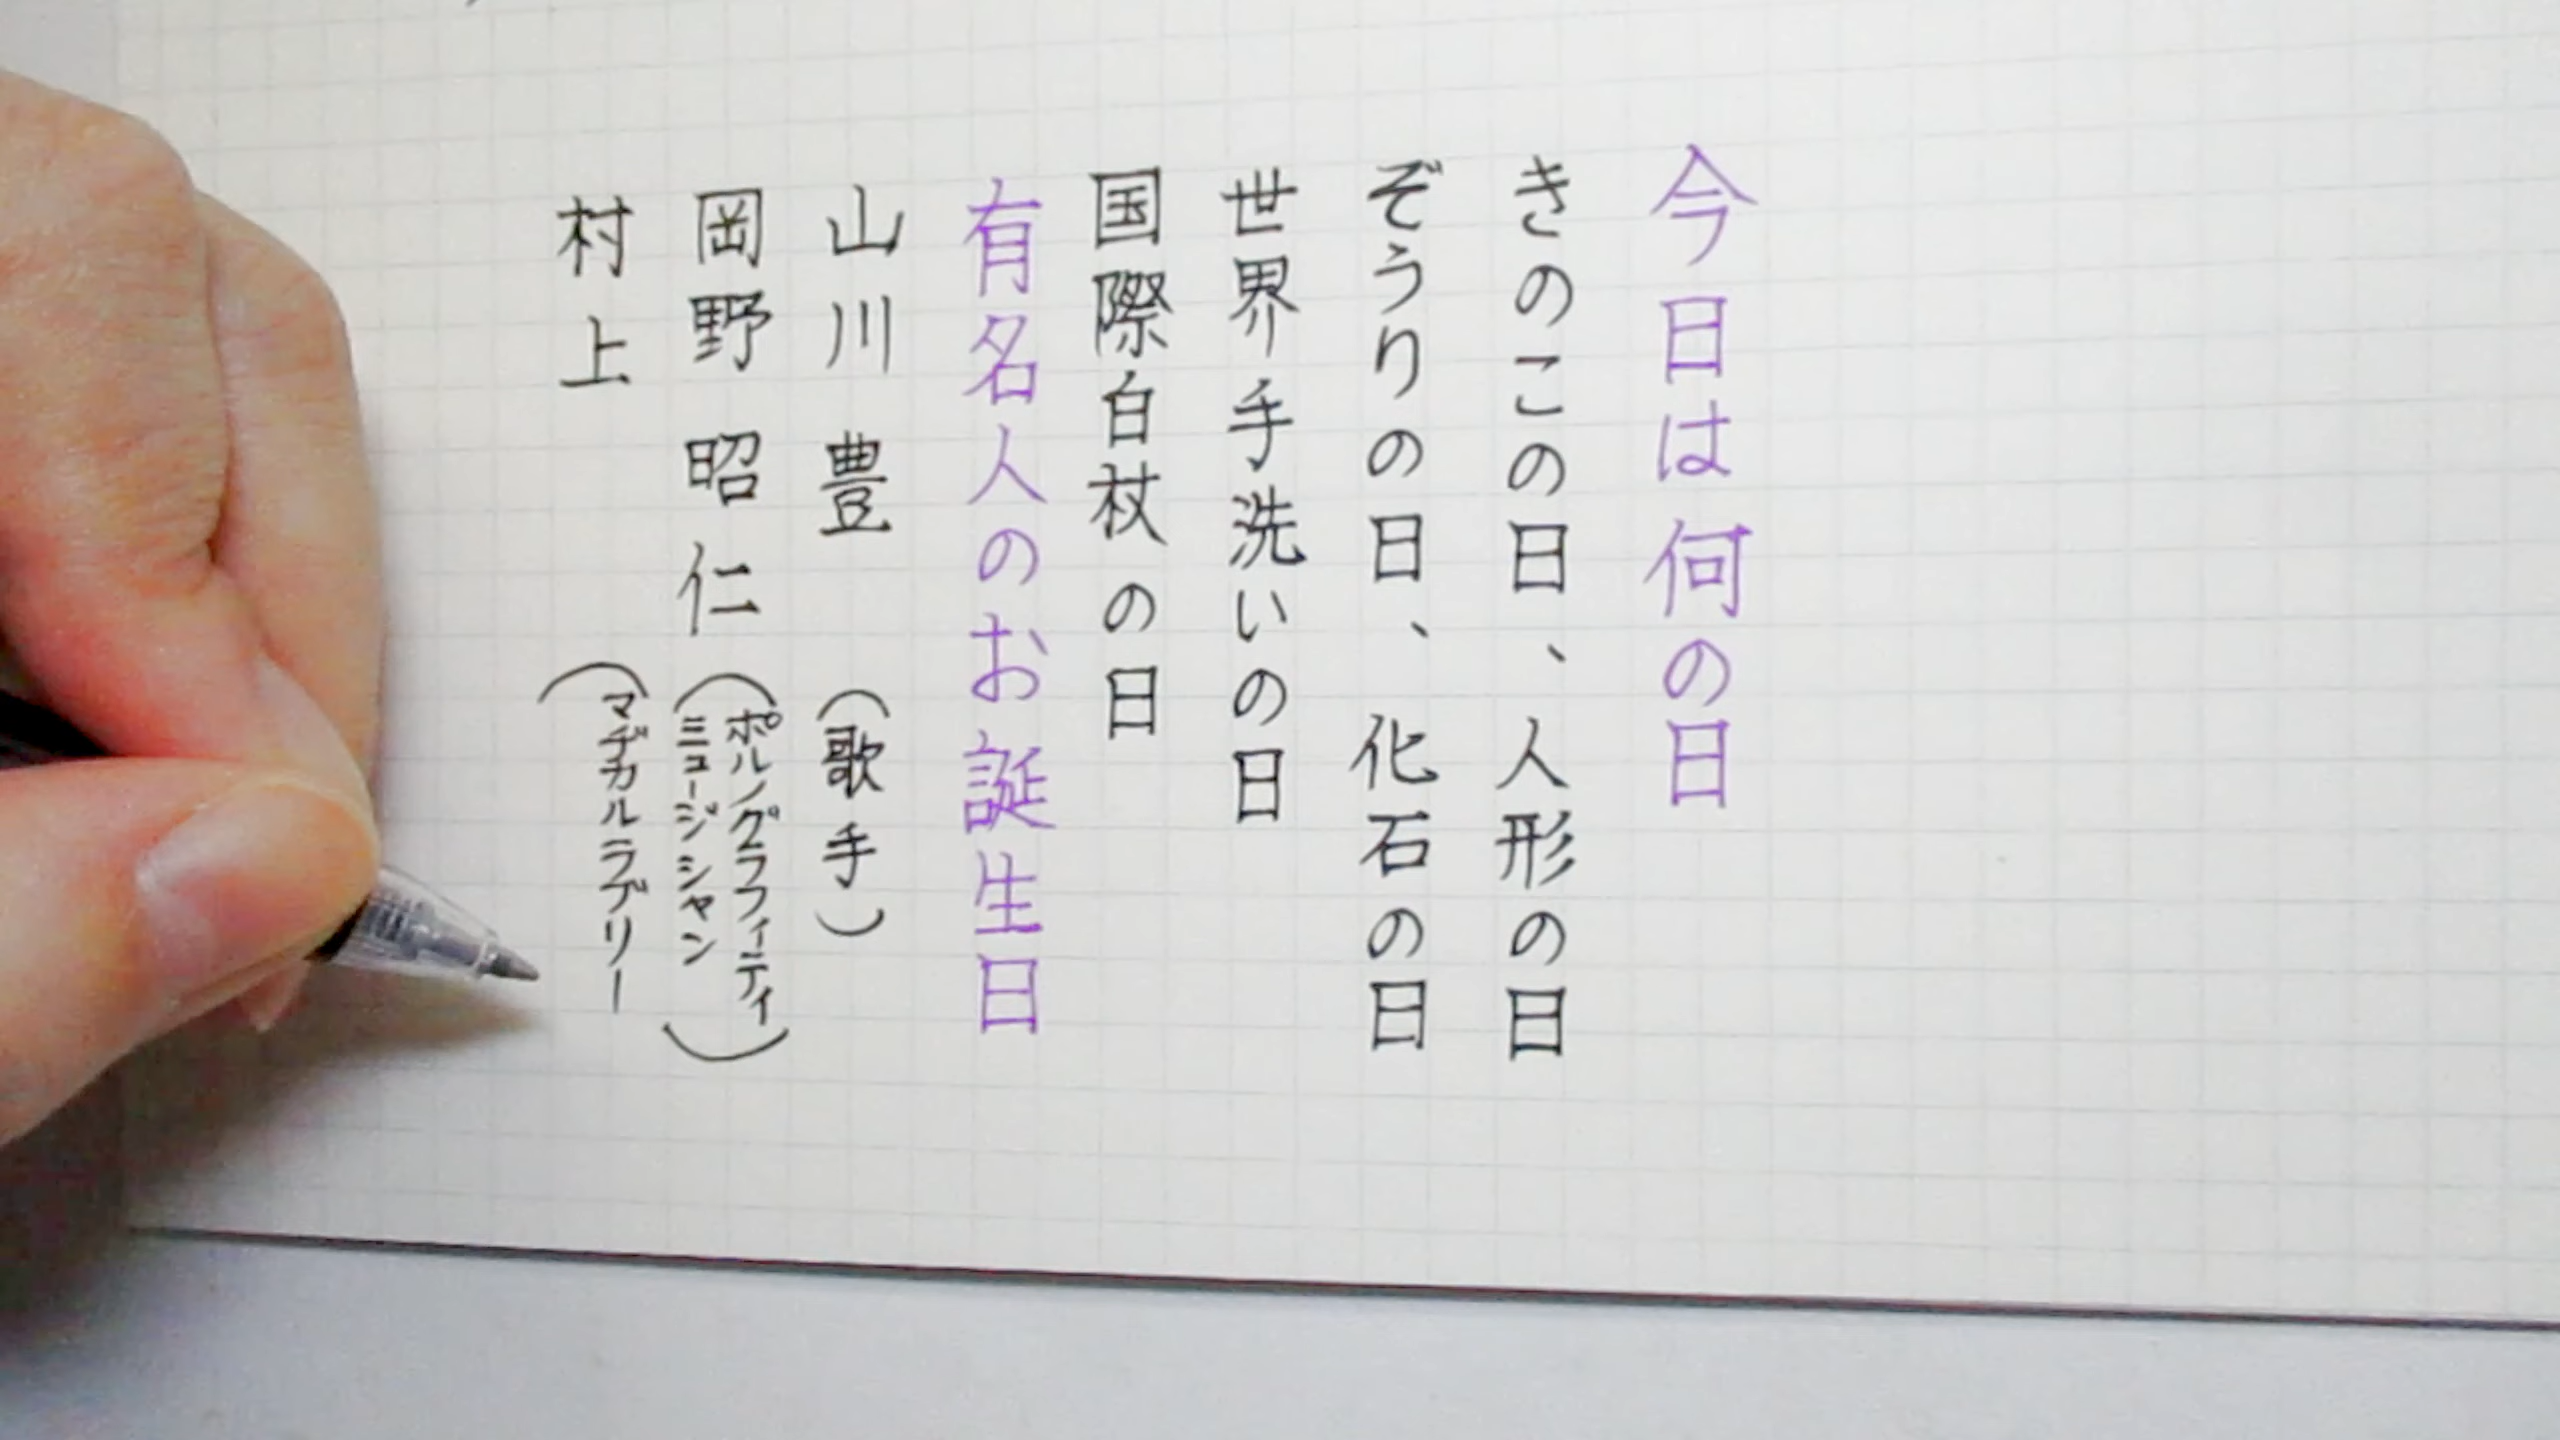 今日は何の日
きのこの日、人形の日
ぞうりの日、化石の日
世界手洗いの日
国際白杖の日
有名人のお誕生日
山川 豊 (歌手)
岡野 昭仁 (ポルノグラフィティ
ミュージシャン)
村上 (マヂカルラブリー